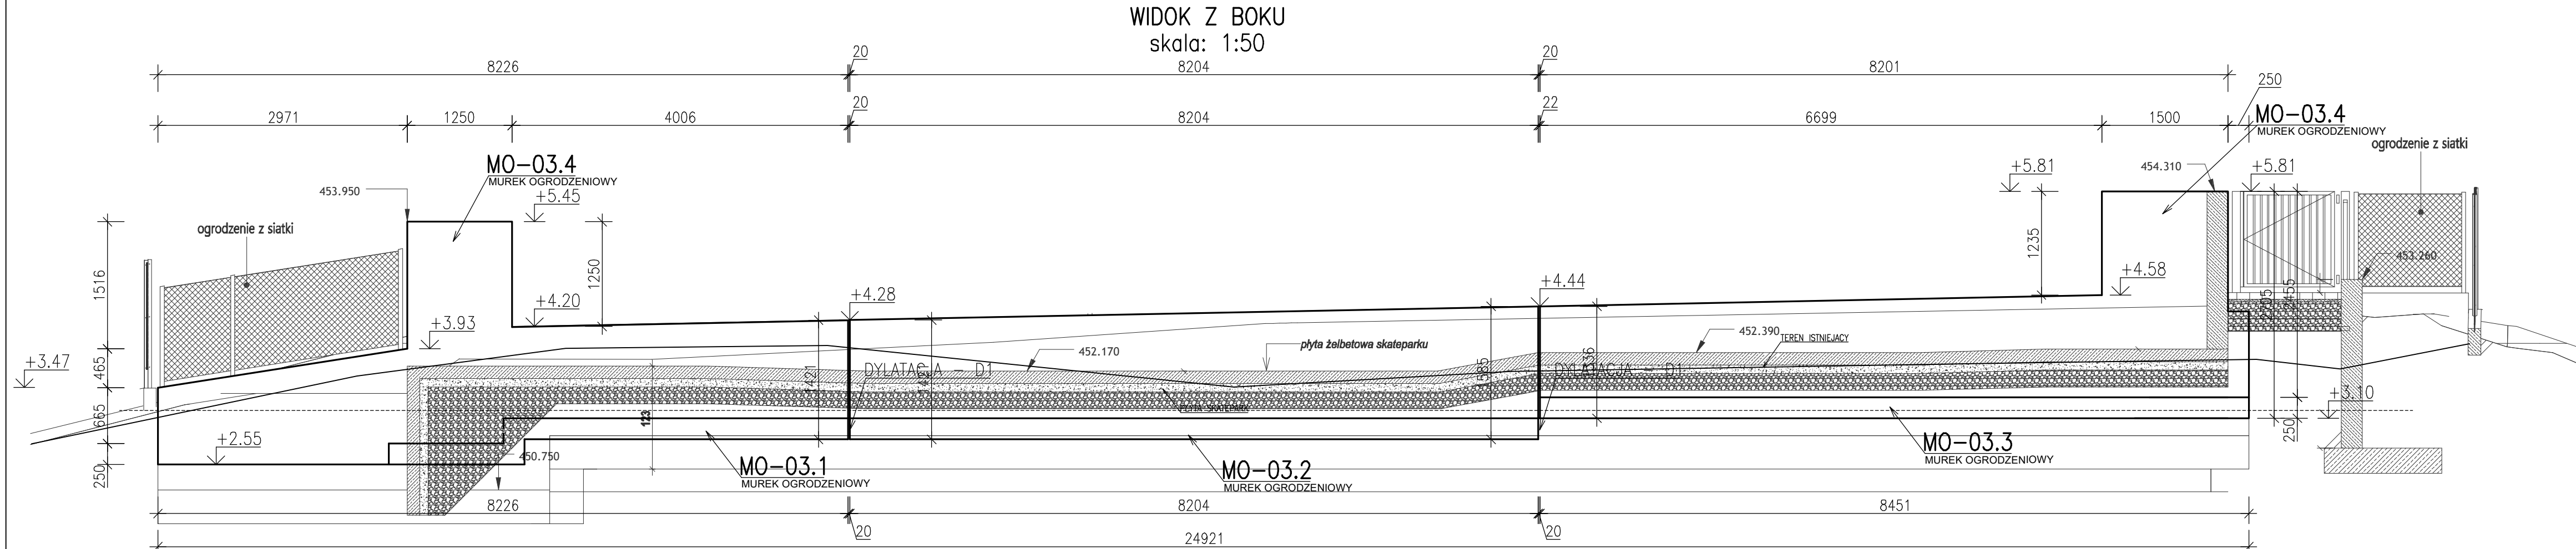 WIDOK Z BOKU
skala: 1:50
8226
20
8204
20
8201
250
2971
1250
4006
20
8204
22
6699
1500
MO-03.4
MUREK OGRODZENIOWY
ogrodzenie z siatki
MO-03.4
MUREK OGRODZENIOWY
453.950
+5.45
+5.81
454.310
+5.81
ogrodzenie z siatki
1516
1250
1235
453.260
+4.20
+4.28
+4.44
+4.58
2455
+3.93
+3.47
465
452.170
płyta żelbetowa skateparku
452.390
TEREN ISTNIEJACY
1421
DYLATACJA - D1
DYLATACJA - D1
665
123
PŁYTA SKATEPARK
+3.10
250
+2.55
250
450.750
MO-03.1
MUREK OGRODZENIOWY
MO-03.2
MUREK OGRODZENIOWY
MO-03.3
MUREK OGRODZENIOWY
8226
20
8204
20
8451
24921